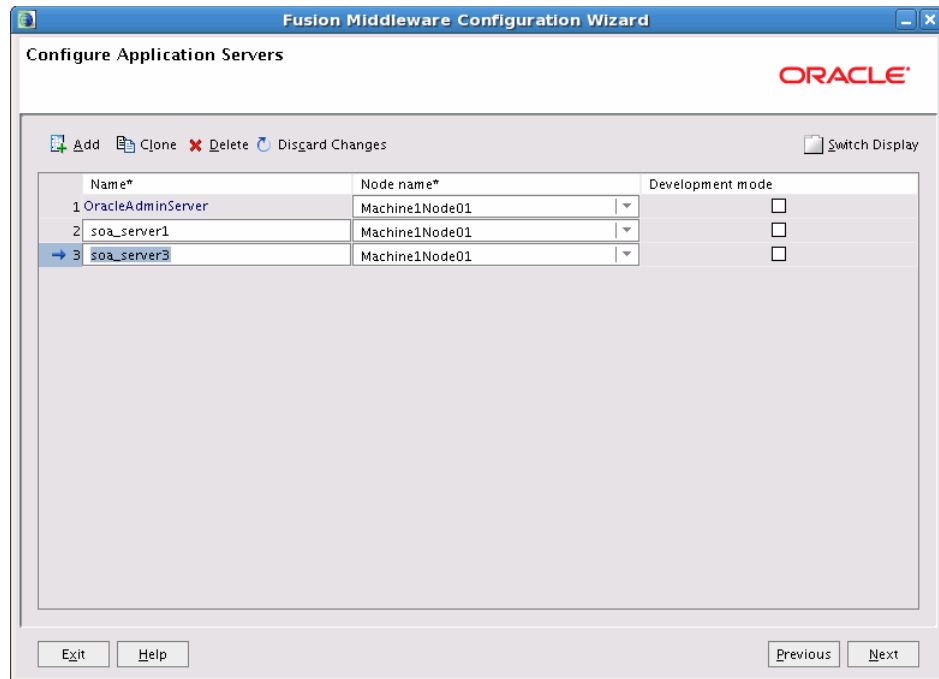 Fusion Middleware Configuration Wizard
Configure Application Servers
ORACLE
Add Clone Delete Discard Changes Switch Display
Name* Node name* Development mode
1 OracleAdminServer Machine1Node01
2 soa_server1 Machine1Node01
3 soa_server3 Machine1Node01
Exit Help Previous Next